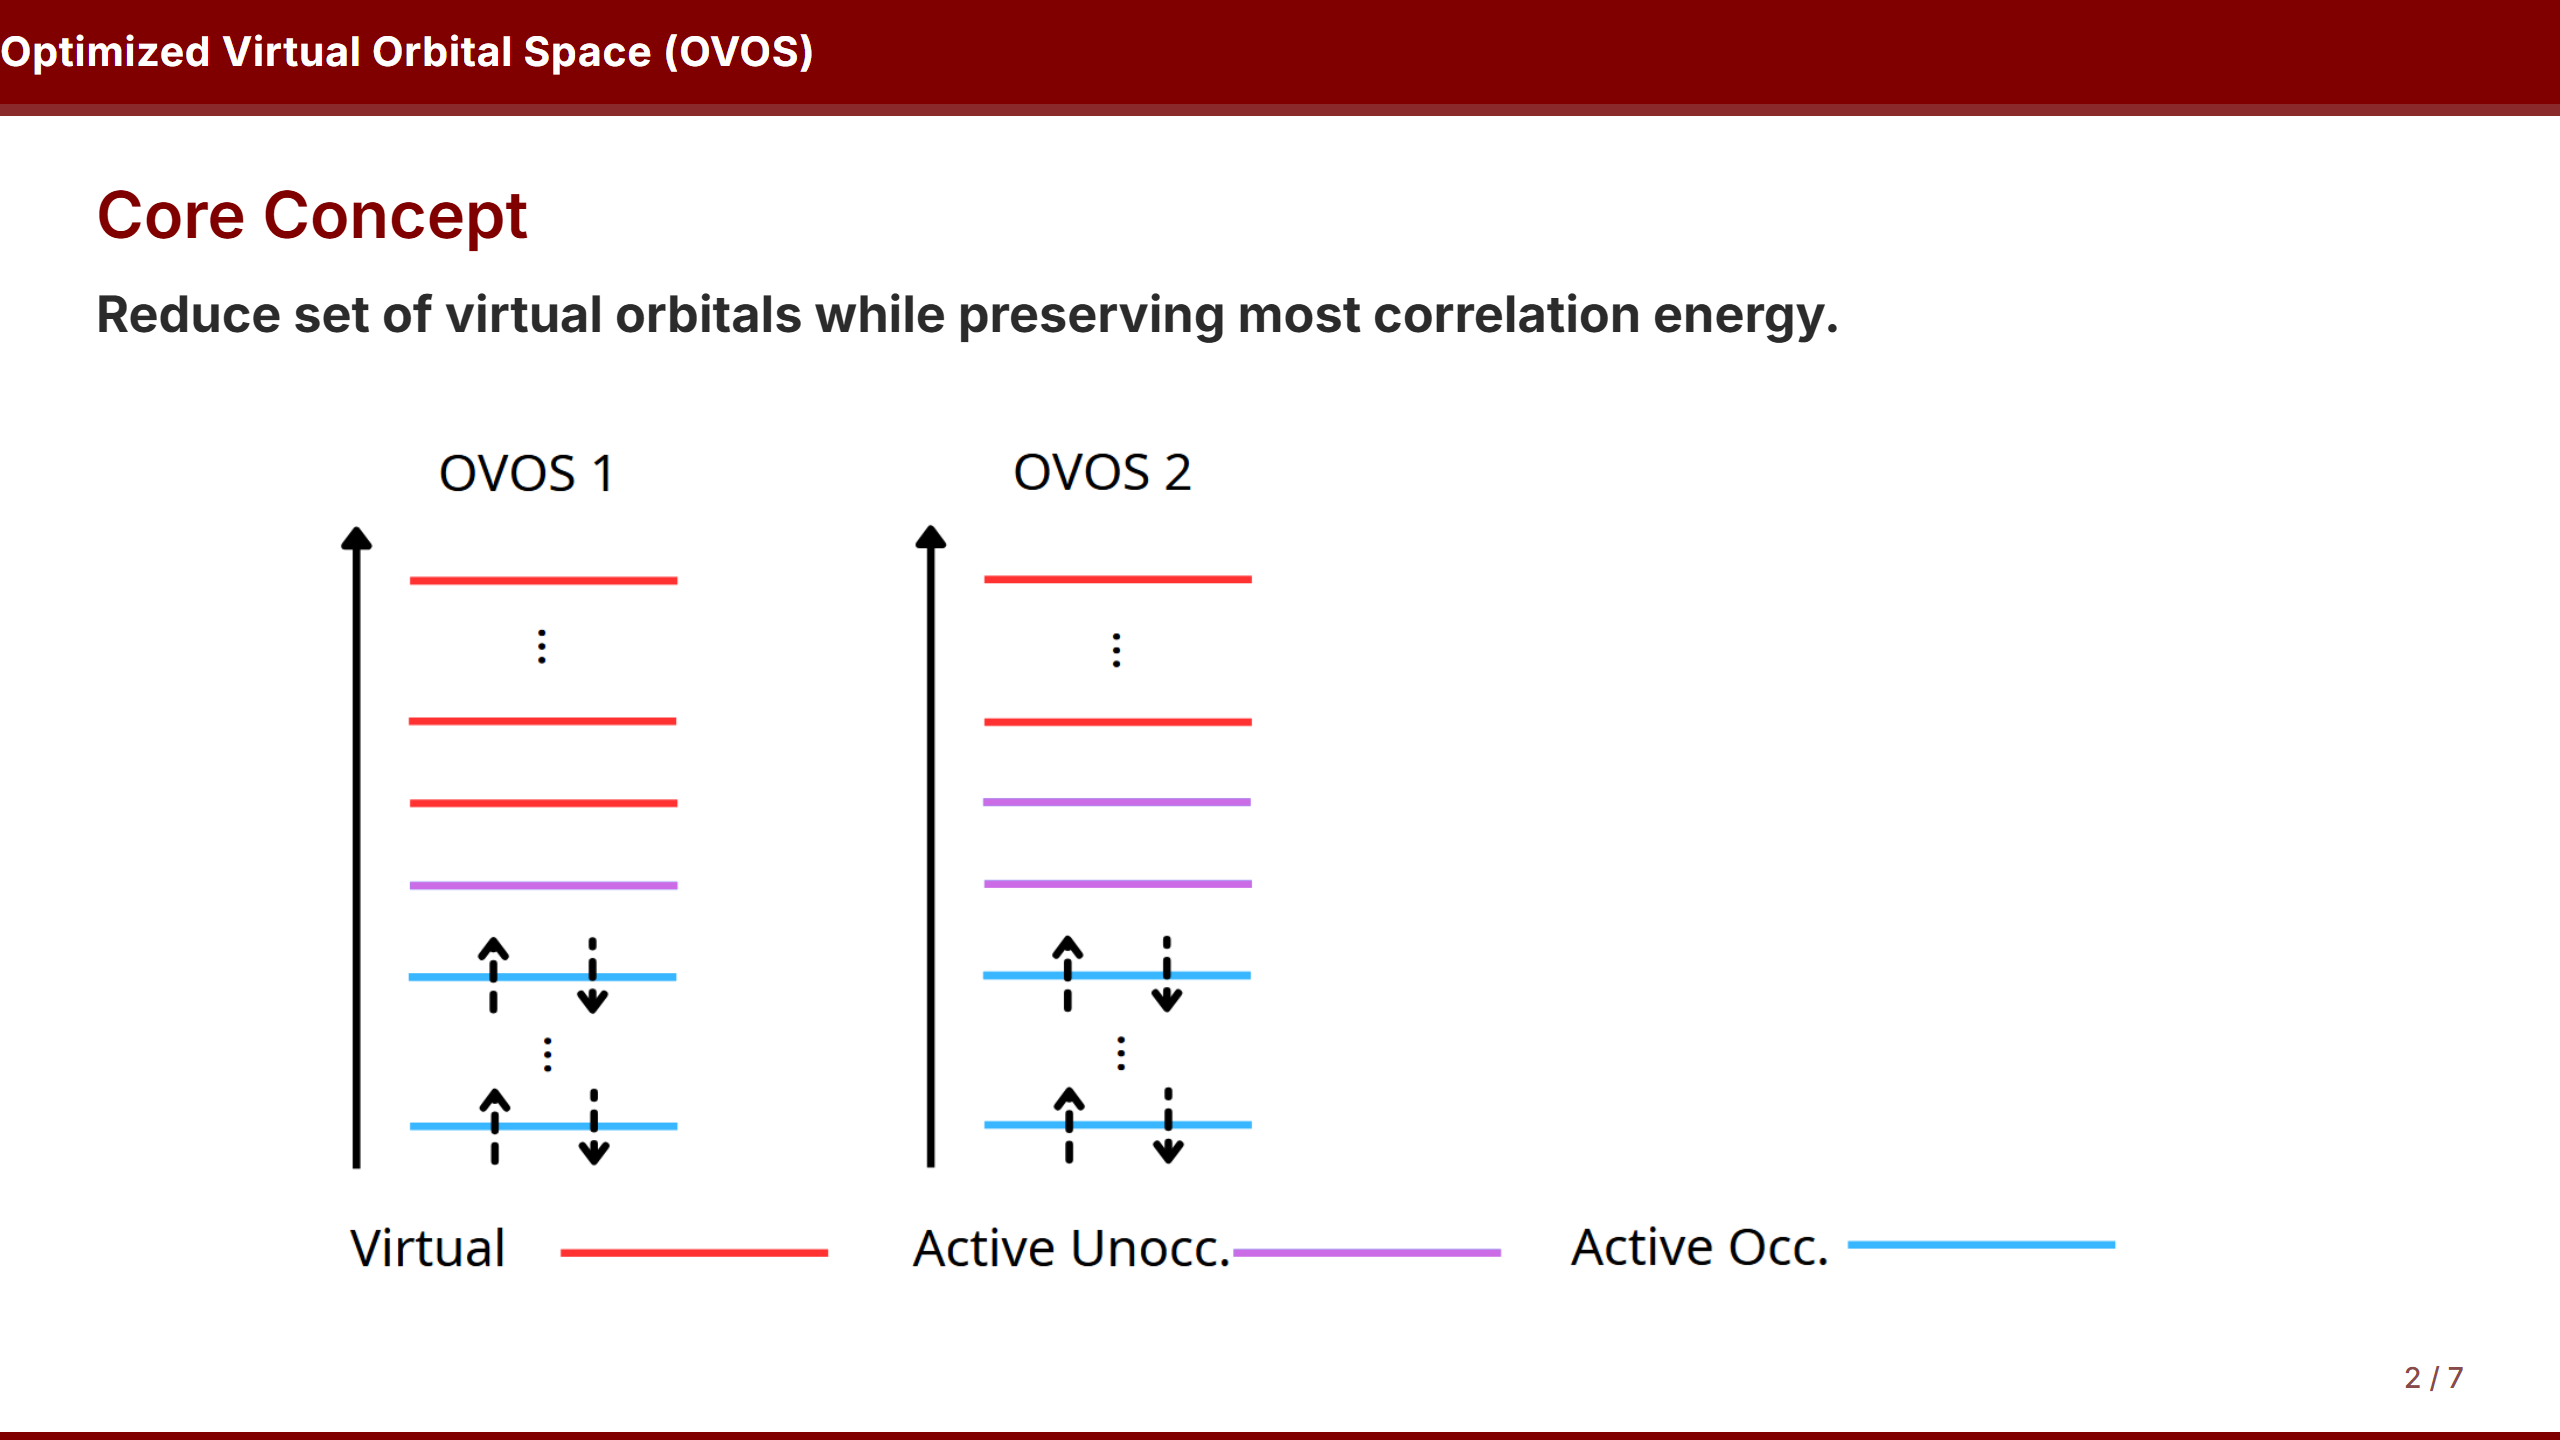 Optimized Virtual Orbital Space (OVOS)
Core Concept
Reduce set of virtual orbitals while preserving most correlation energy.
OVOS 1
OVOS 2
Virtual
Active Unocc.
Active Occ.
2 / 7